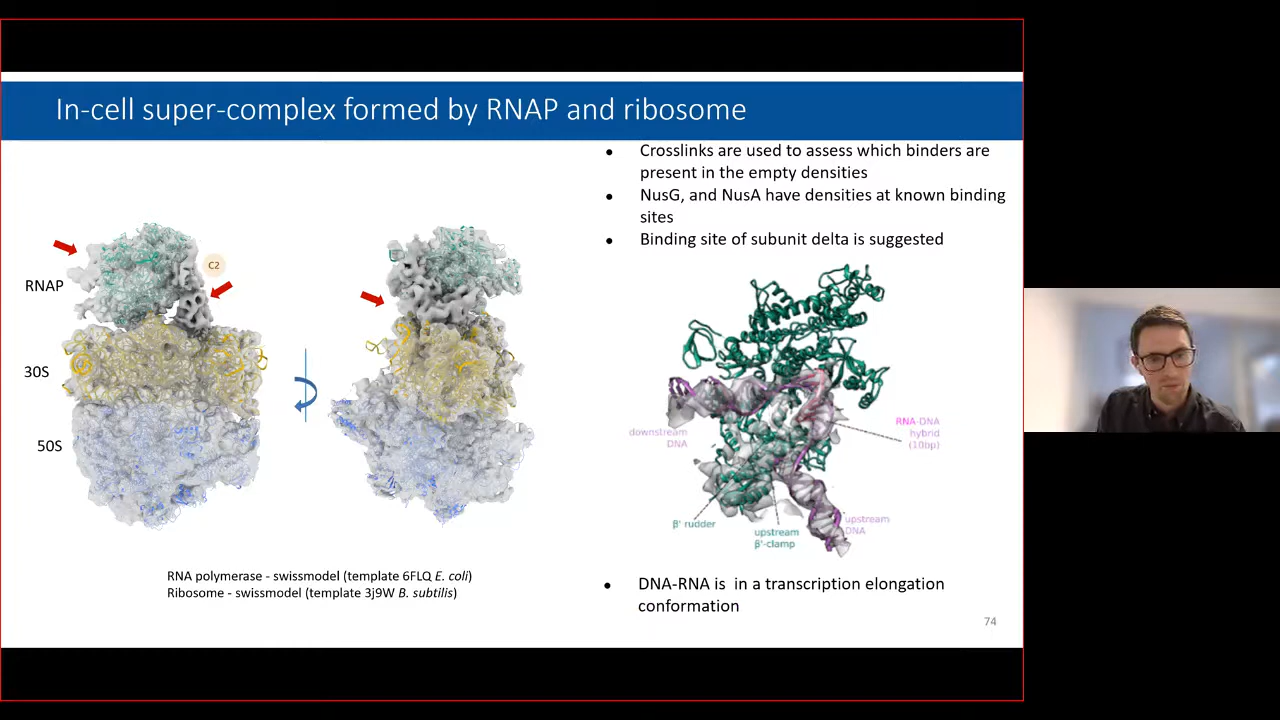 In-cell super-complex formed by RNAP and ribosome
• Crosslinks are used to assess which binders are
present in the empty densities
• NusG, and NusA have densities at known binding
sites
• Binding site of subunit delta is suggested
C2
RNAP
30S
50S
downstream
DNA
RNA-DNA
hybrid
(10bp)
β' rudder
upstream
β'-clamp
upstream
DNA
RNA polymerase - swissmodel (template 6FLQ E. coli)
Ribosome - swissmodel (template 3j9W B. subtilis)
• DNA-RNA is in a transcription elongation
conformation
74